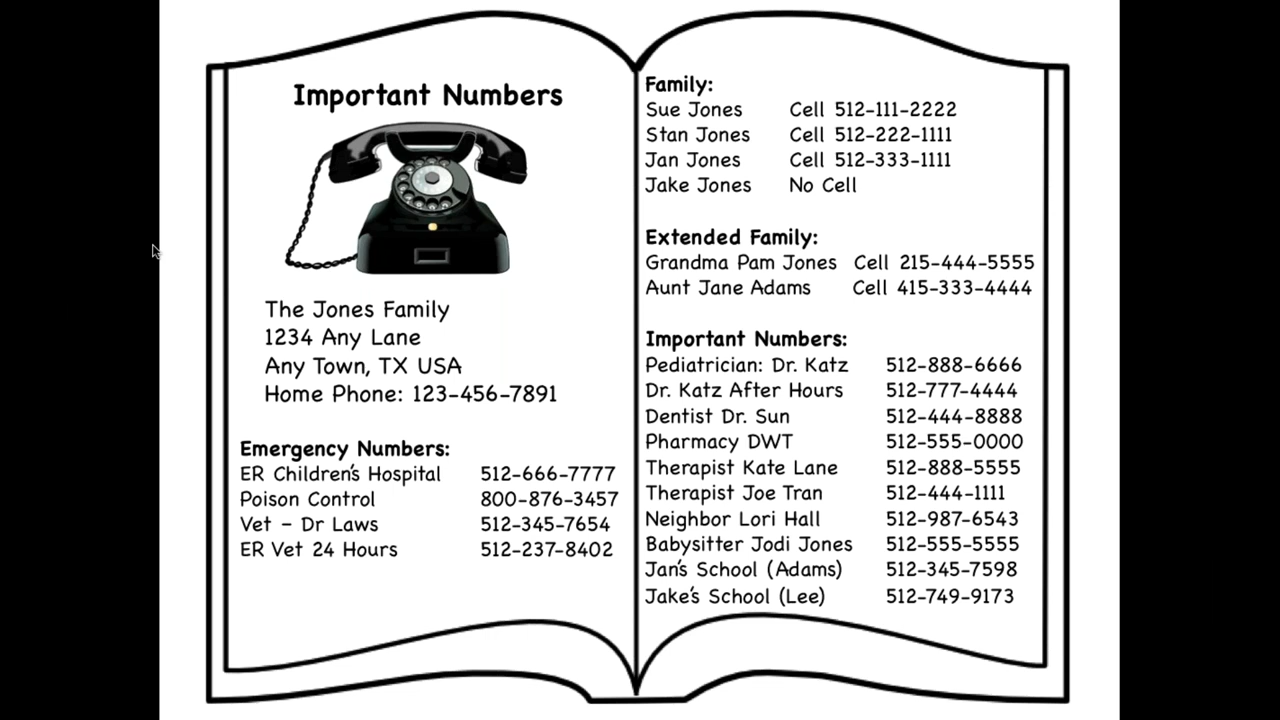 Important Numbers
The Jones Family
1234 Any Lane
Any Town, TX USA
Home Phone: 123-456-7891
Emergency Numbers:
ER Children's Hospital 512-666-7777
Poison Control 800-876-3457
Vet - Dr Laws 512-345-7654
ER Vet 24 Hours 512-237-8402
Family:
Sue Jones Cell 512-111-2222
Stan Jones Cell 512-222-1111
Jan Jones Cell 512-333-1111
Jake Jones No Cell
Extended Family:
Grandma Pam Jones Cell 215-444-5555
Aunt Jane Adams Cell 415-333-4444
Important Numbers:
Pediatrician: Dr. Katz 512-888-6666
Dr. Katz After Hours 512-777-4444
Dentist Dr. Sun 512-444-8888
Pharmacy DWT 512-555-0000
Therapist Kate Lane 512-888-5555
Therapist Joe Tran 512-444-1111
Neighbor Lori Hall 512-987-6543
Babysitter Jodi Jones 512-555-5555
Jan's School (Adams) 512-345-7598
Jake's School (Lee) 512-749-9173